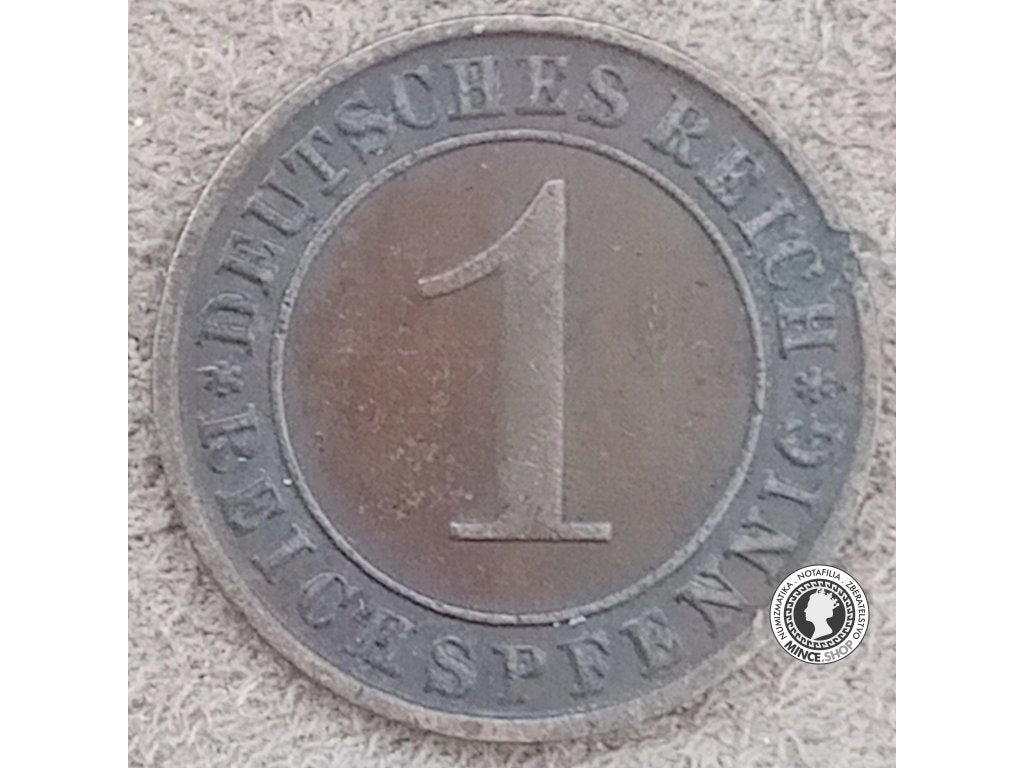 DEUTSCHES REICH
1
* REICHSPFENNIG *
NUMIZMATIKA . NOTAFILIA . ZBERATEĽSTVO
MINCE.SHOP